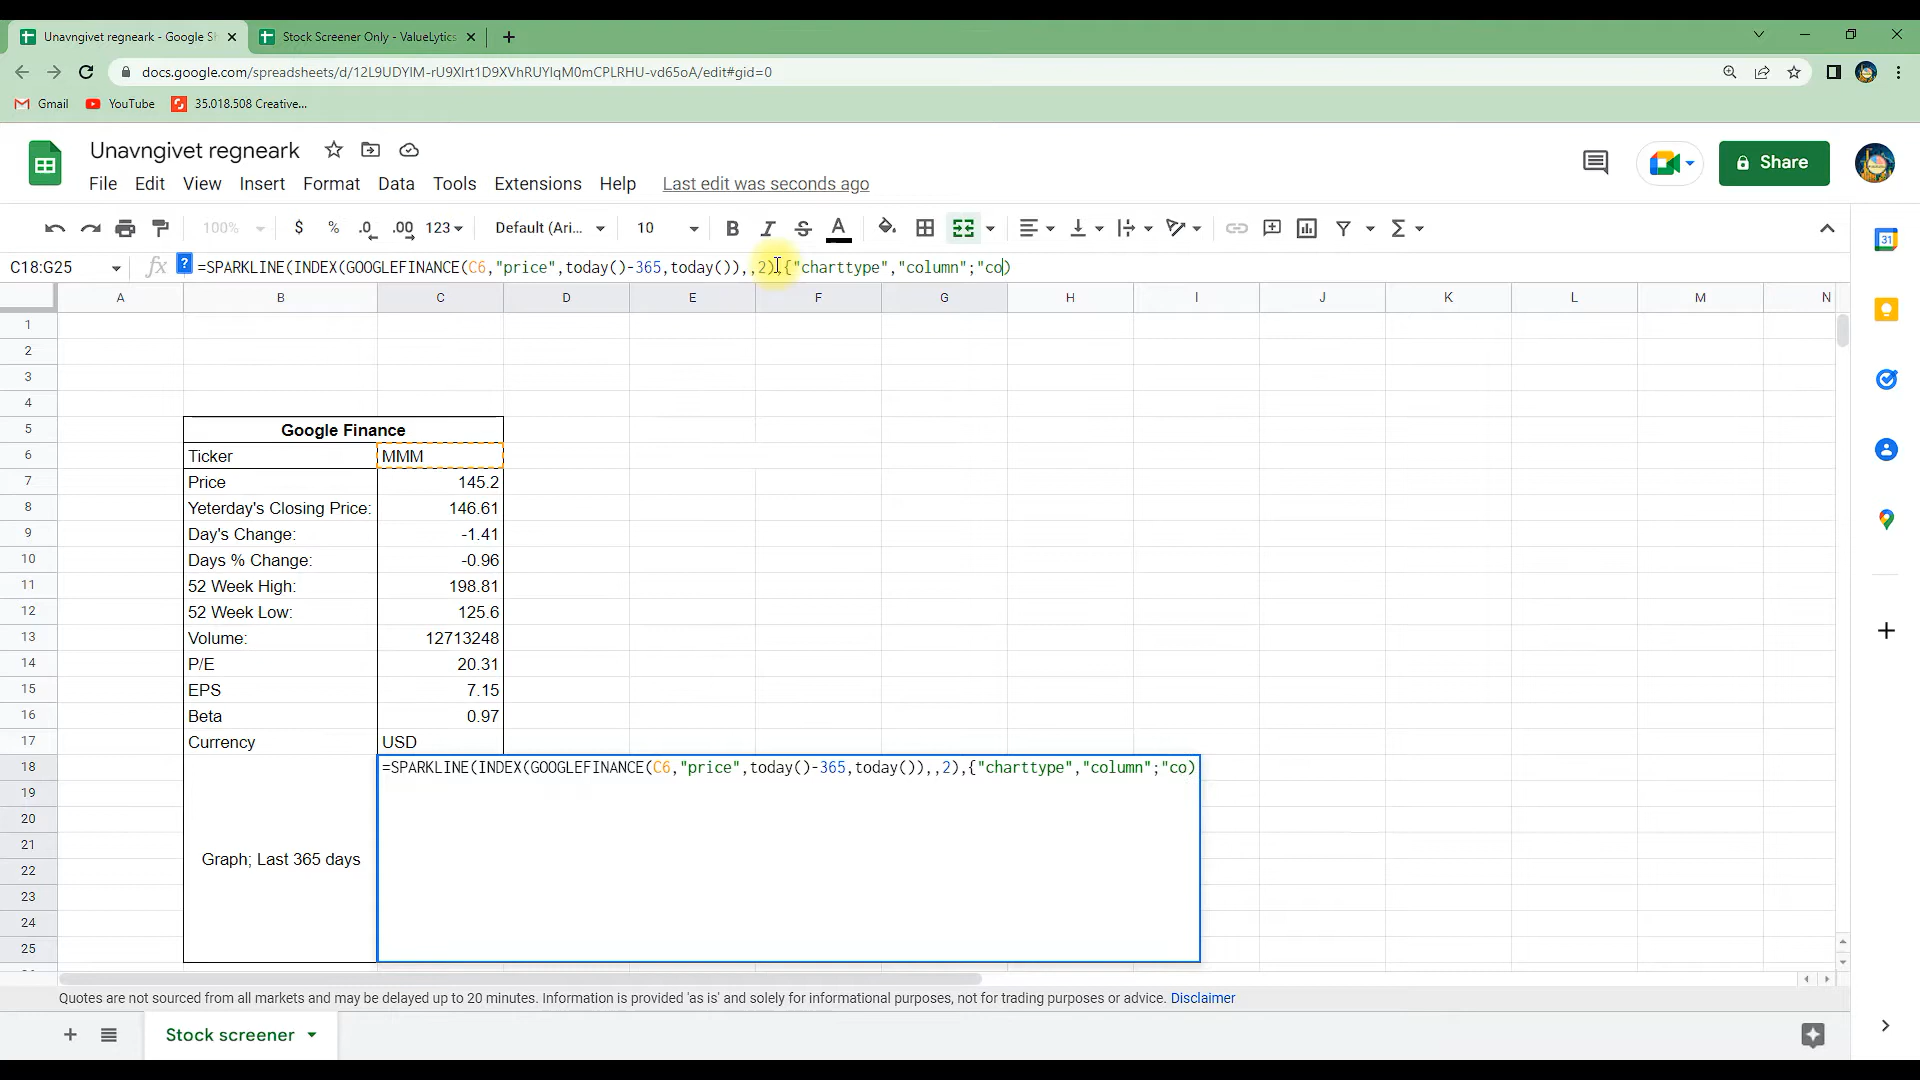 Unavngivet regneark - Google Sh
Stock Screener Only - ValueLytics
docs.google.com/spreadsheets/d/12L9UDYIM-rU9XIrt1D9XVhRUYIqM0mCPLRHU-vd65oA/edit#gid=0
Gmail YouTube 35.018.508 Creative...
Unavngivet regneark
Share
File Edit View Insert Format Data Tools Extensions Help Last edit was seconds ago
100% $ % .0 .00 123 Default (Ari... 10 B I S A
C18:G25 fx ? =SPARKLINE(INDEX(GOOGLEFINANCE(C6,"price",today()-365,today()),,2),{"charttype","column";"co)
A B C D E F G H I J K L M N
1
2
3
4
5 Google Finance
6 Ticker MMM
7 Price 145.2
8 Yeterday's Closing Price: 146.61
9 Day's Change: -1.41
10 Days % Change: -0.96
11 52 Week High: 198.81
12 52 Week Low: 125.6
13 Volume: 12713248
14 P/E 20.31
15 EPS 7.15
16 Beta 0.97
17 Currency USD
18 =SPARKLINE(INDEX(GOOGLEFINANCE(C6,"price",today()-365,today()),,2),{"charttype","column";"co)
19
20
21
Graph; Last 365 days
22
23
24
25
Quotes are not sourced from all markets and may be delayed up to 20 minutes. Information is provided 'as is' and solely for informational purposes, not for trading purposes or advice. Disclaimer
Stock screener
31